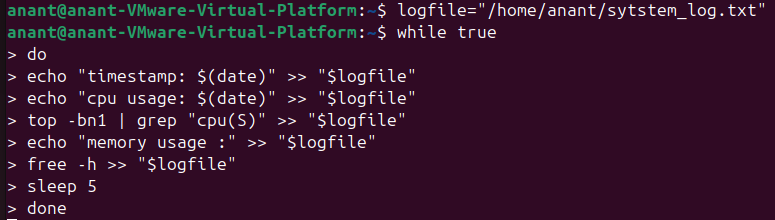 anant@anant-VMware-Virtual-Platform:~$ logfile="/home/anant/sytstem_log.txt"
anant@anant-VMware-Virtual-Platform:~$ while true
> do
> echo "timestamp: $(date)" >> "$logfile"
> echo "cpu usage: $(date)" >> "$logfile"
> top -bn1 | grep "cpu(S)" >> "$logfile"
> echo "memory usage :" >> "$logfile"
> free -h >> "$logfile"
> sleep 5
> done